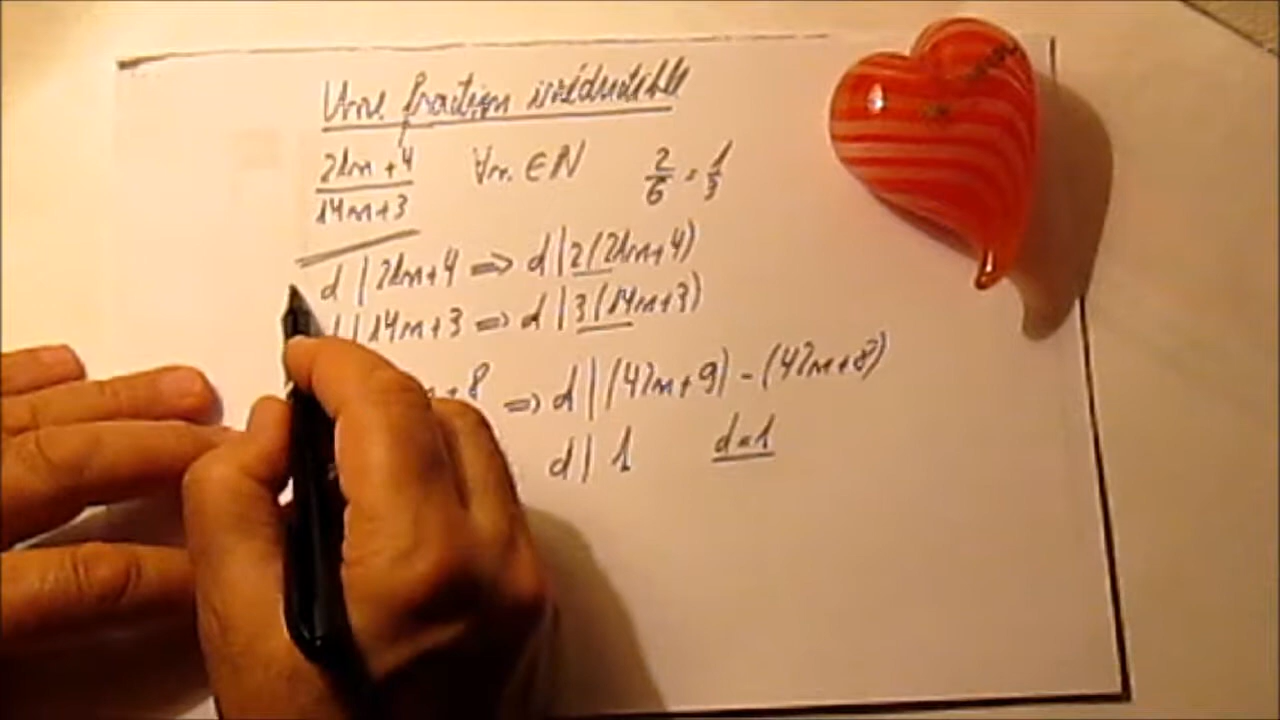 Une fraction irréductible
21n+4 / 14n+3 ∀n ∈ N 2/6 = 1/3
d | 21n+4 ⇒ d | 2(21n+4)
d | 14n+3 ⇒ d | 3(14n+3)
n+8 ⇒ d | (42n+9) - (42n+8)
d | 1 d=1